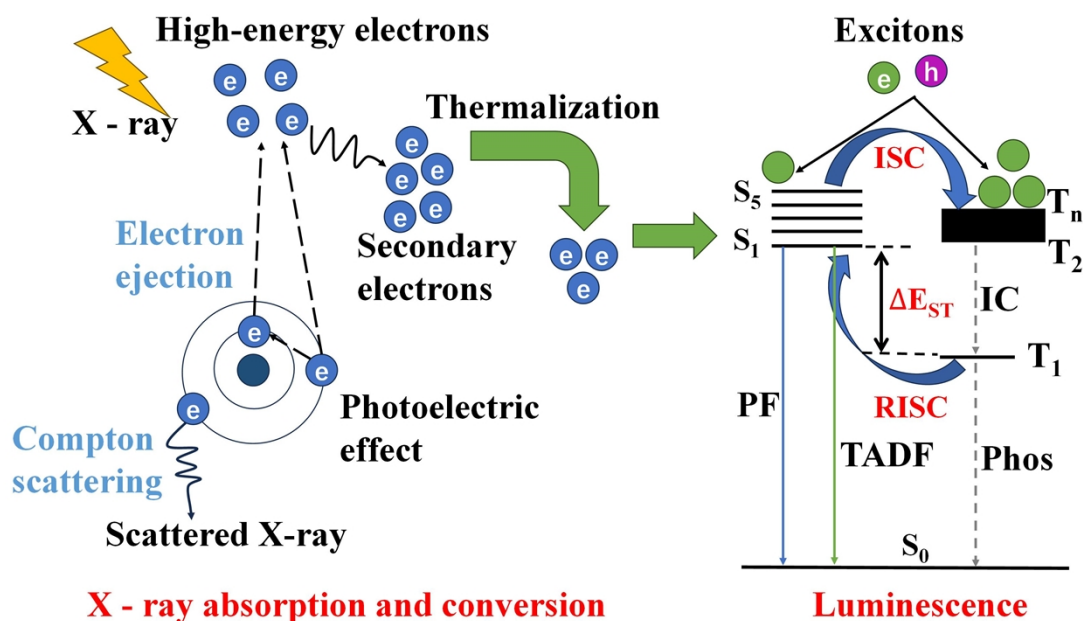 High-energy electrons
e e
e e
X - ray
Thermalization
e
e e
e e
e
Secondary
electrons
e e
e
Electron
ejection
e
e
e
Photoelectric
effect
Compton
scattering
Scattered X-ray
X - ray absorption and conversion
Excitons
e h
ISC
S5
S1
Tn
T2
ΔEST
IC
T1
RISC
PF
TADF
Phos
S0
Luminescence